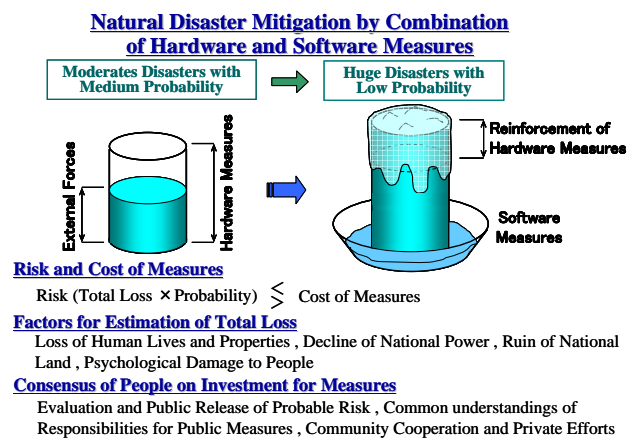 Natural Disaster Mitigation by Combination
of Hardware and Software Measures
Moderates Disasters with
Medium Probability
Huge Disasters with
Low Probability
External Forces
Hardware Measures
Reinforcement of
Hardware Measures
Software
Measures
Risk and Cost of Measures
Risk (Total Loss × Probability) ≶ Cost of Measures
Factors for Estimation of Total Loss
Loss of Human Lives and Properties , Decline of National Power , Ruin of National
Land , Psychological Damage to People
Consensus of People on Investment for Measures
Evaluation and Public Release of Probable Risk , Common understandings of
Responsibilities for Public Measures , Community Cooperation and Private Efforts